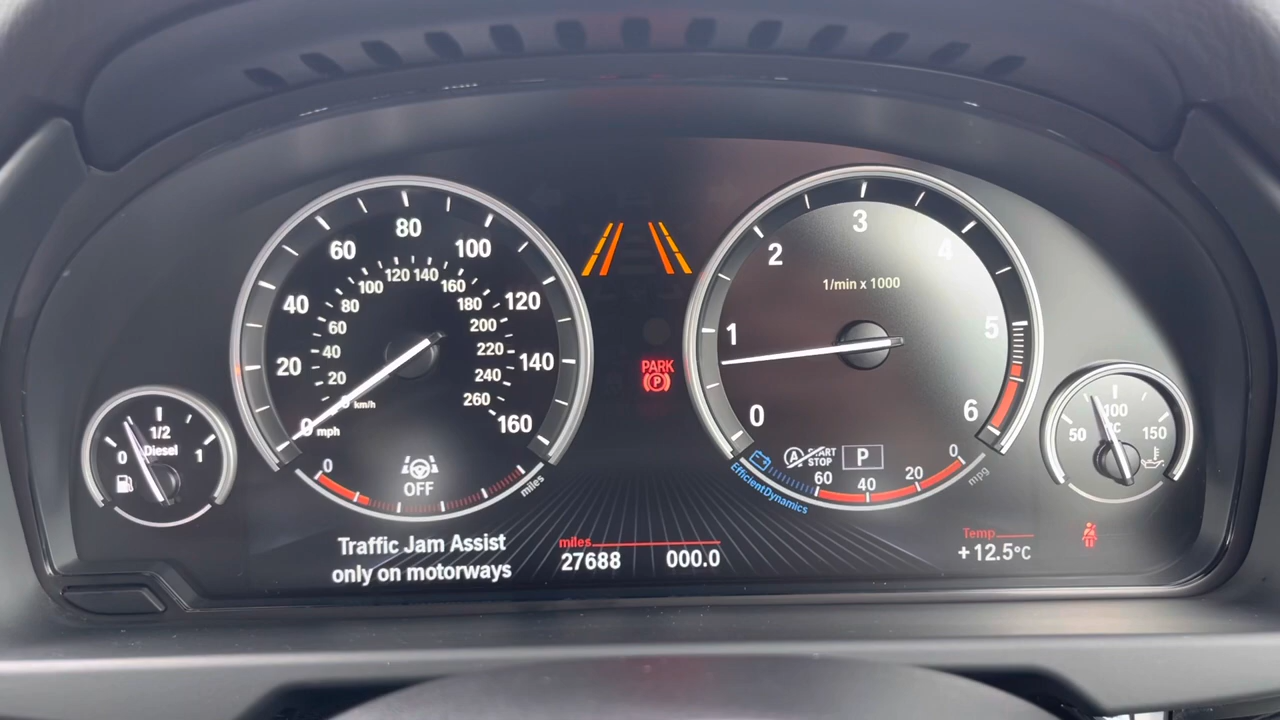 80
60
100
40
120
20
140
0 mph
160
120 140
100
160
80
180
60
200
40
220
20
240
0 km/h
260
1/2
Diesel
0
1
0
OFF
miles
Traffic Jam Assist
only on motorways
miles
27688 000.0
PARK
P
3
2
4
1/min x 1000
1
5
0
6
A START
STOP
P
60
40
20
0
mpg
EfficientDynamics
100
°C
50
150
Temp
+12.5°C